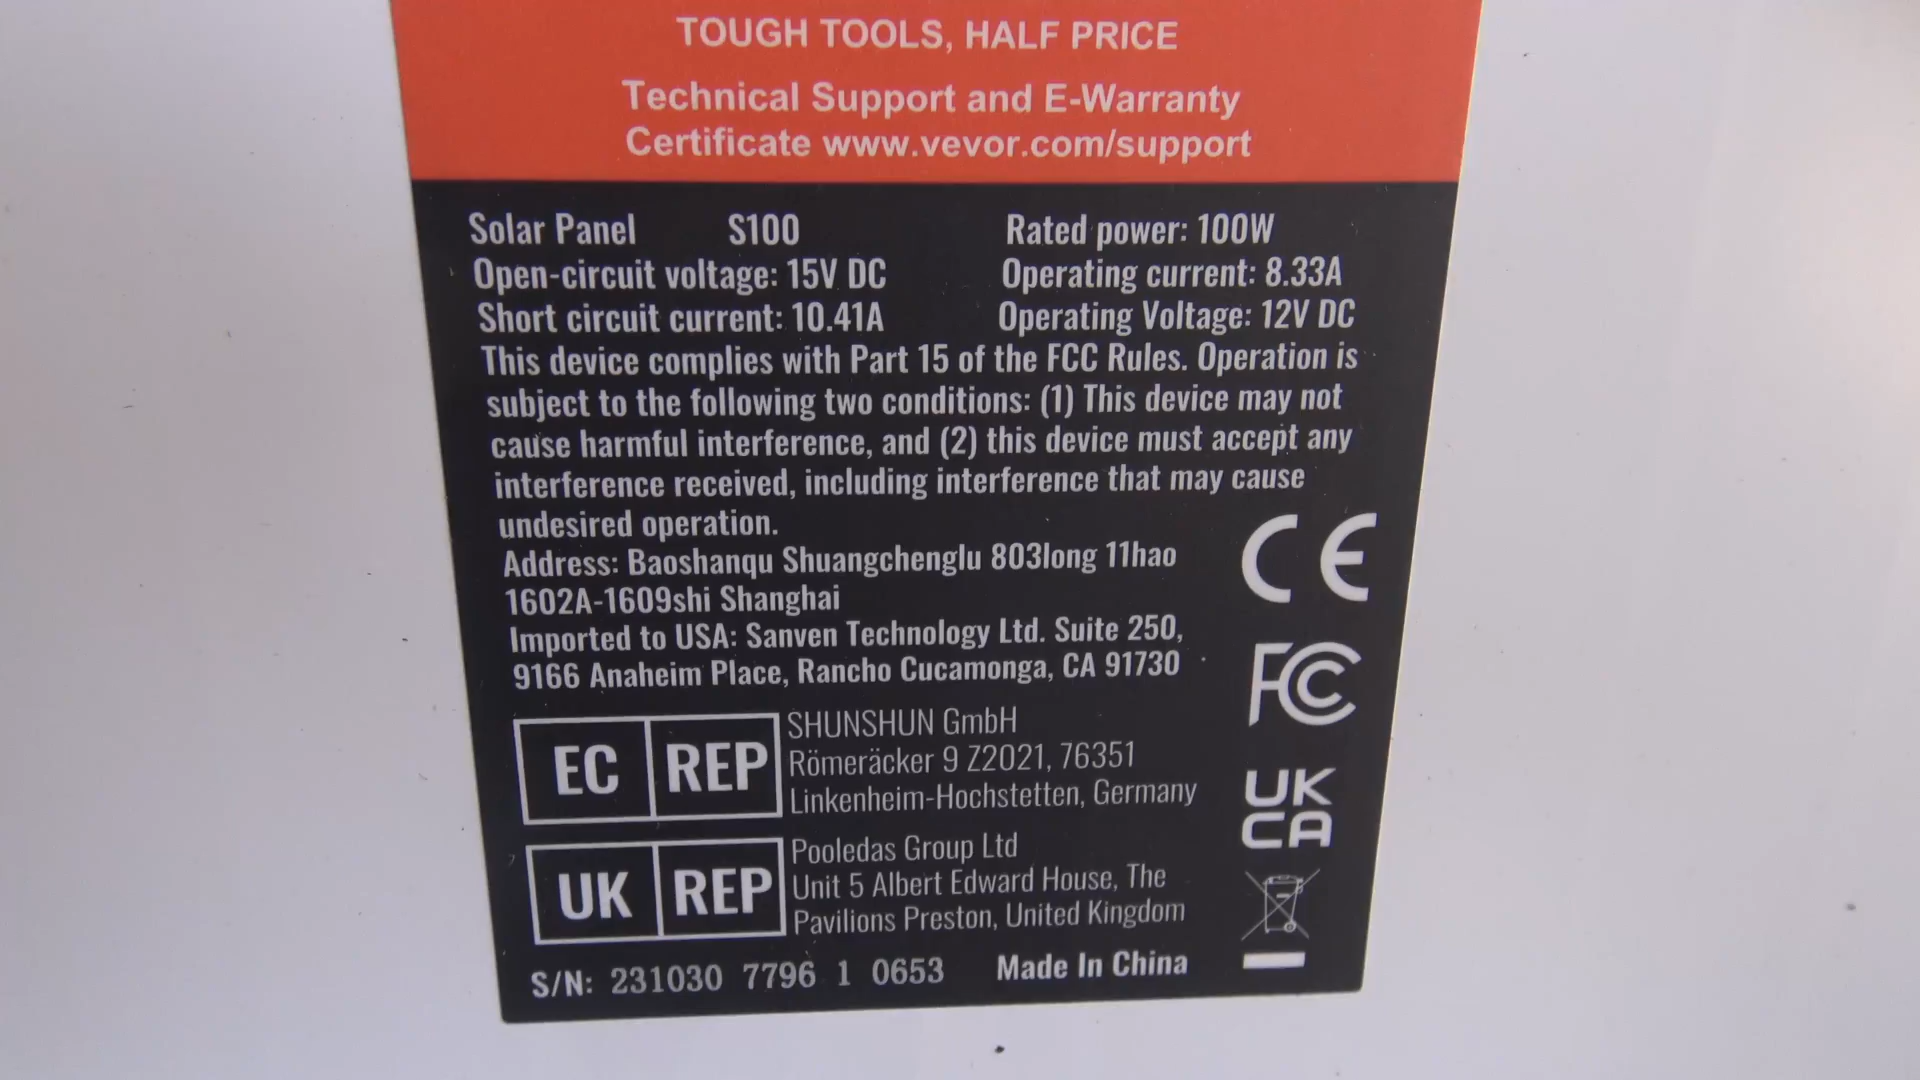 TOUGH TOOLS, HALF PRICE
Technical Support and E-Warranty
Certificate www.vevor.com/support
Solar Panel S100 Rated power: 100W
Open-circuit voltage: 15V DC Operating current: 8.33A
Short circuit current: 10.41A Operating Voltage: 12V DC
This device complies with Part 15 of the FCC Rules. Operation is
subject to the following two conditions: (1) This device may not
cause harmful interference, and (2) this device must accept any
interference received, including interference that may cause
undesired operation.
Address: Baoshanqu Shuangchenglu 803long 11hao
1602A-1609shi Shanghai
Imported to USA: Sanven Technology Ltd. Suite 250,
9166 Anaheim Place, Rancho Cucamonga, CA 91730
CE
FC
EC REP
SHUNSHUN GmbH
Römeräcker 9 Z2021, 76351
Linkenheim-Hochstetten, Germany
UK
CA
UK REP
Pooledas Group Ltd
Unit 5 Albert Edward House, The
Pavilions Preston, United Kingdom
S/N: 231030 7796 1 0653 Made In China